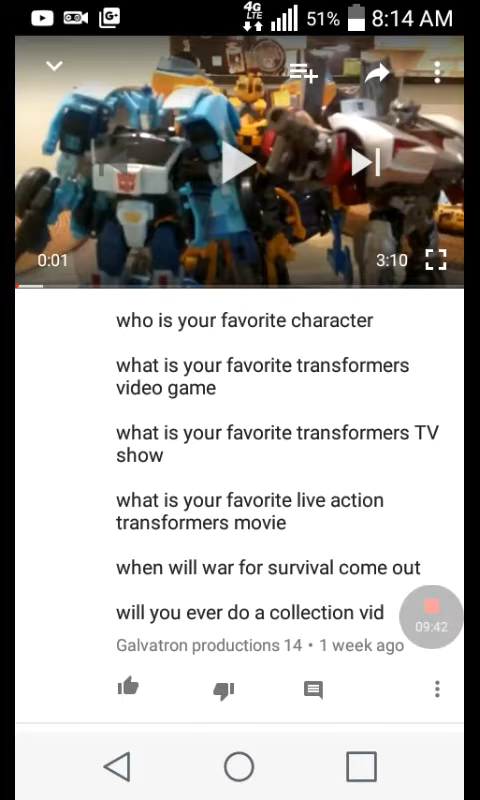 G+ 4G LTE 51% 8:14 AM
0:01 3:10
who is your favorite character
what is your favorite transformers
video game
what is your favorite transformers TV
show
what is your favorite live action
transformers movie
when will war for survival come out
will you ever do a collection vid
09:42
Galvatron productions 14 • 1 week ago